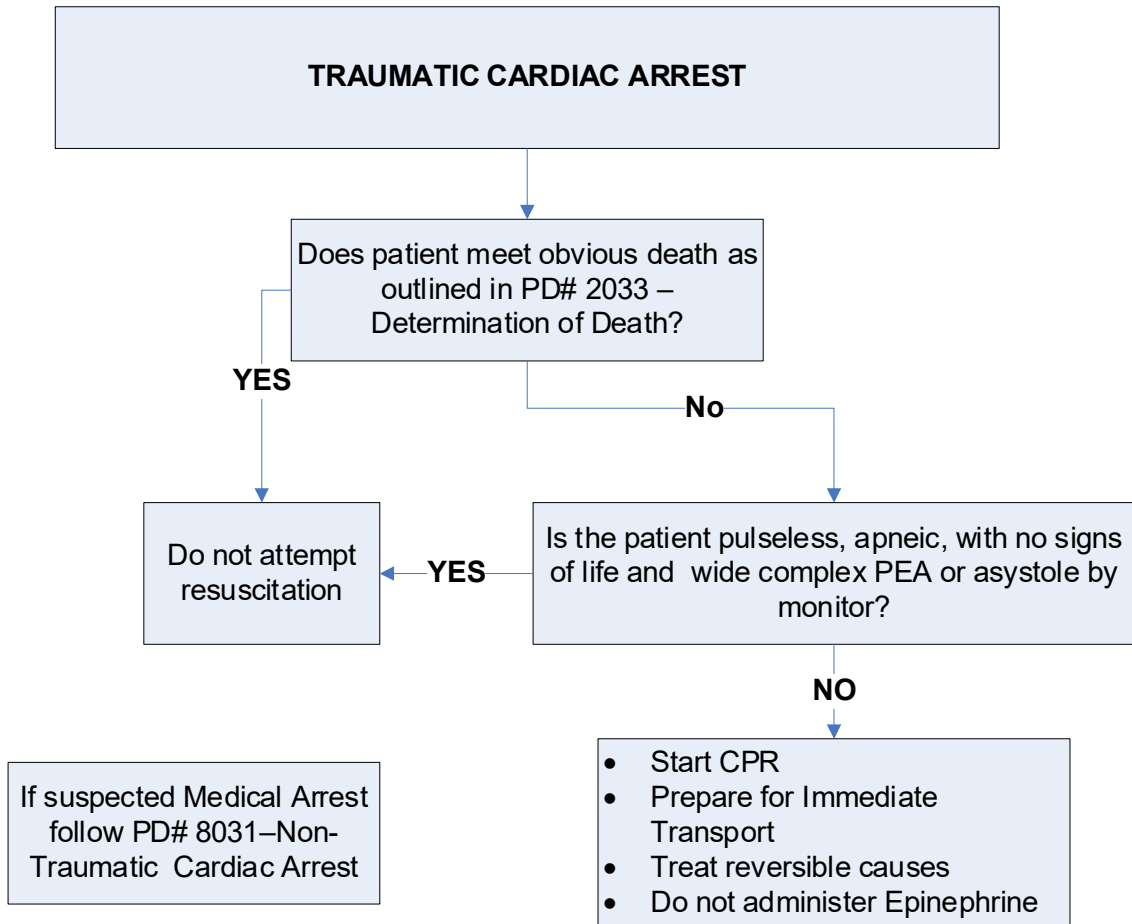 TRAUMATIC CARDIAC ARREST
Does patient meet obvious death as
outlined in PD# 2033 –
Determination of Death?
YES
No
Do not attempt
resuscitation
YES
Is the patient pulseless, apneic, with no signs
of life and  wide complex PEA or asystole by
monitor?
NO
If suspected Medical Arrest
follow PD# 8031–Non-
Traumatic  Cardiac Arrest
• Start CPR
• Prepare for Immediate
Transport
• Treat reversible causes
• Do not administer Epinephrine